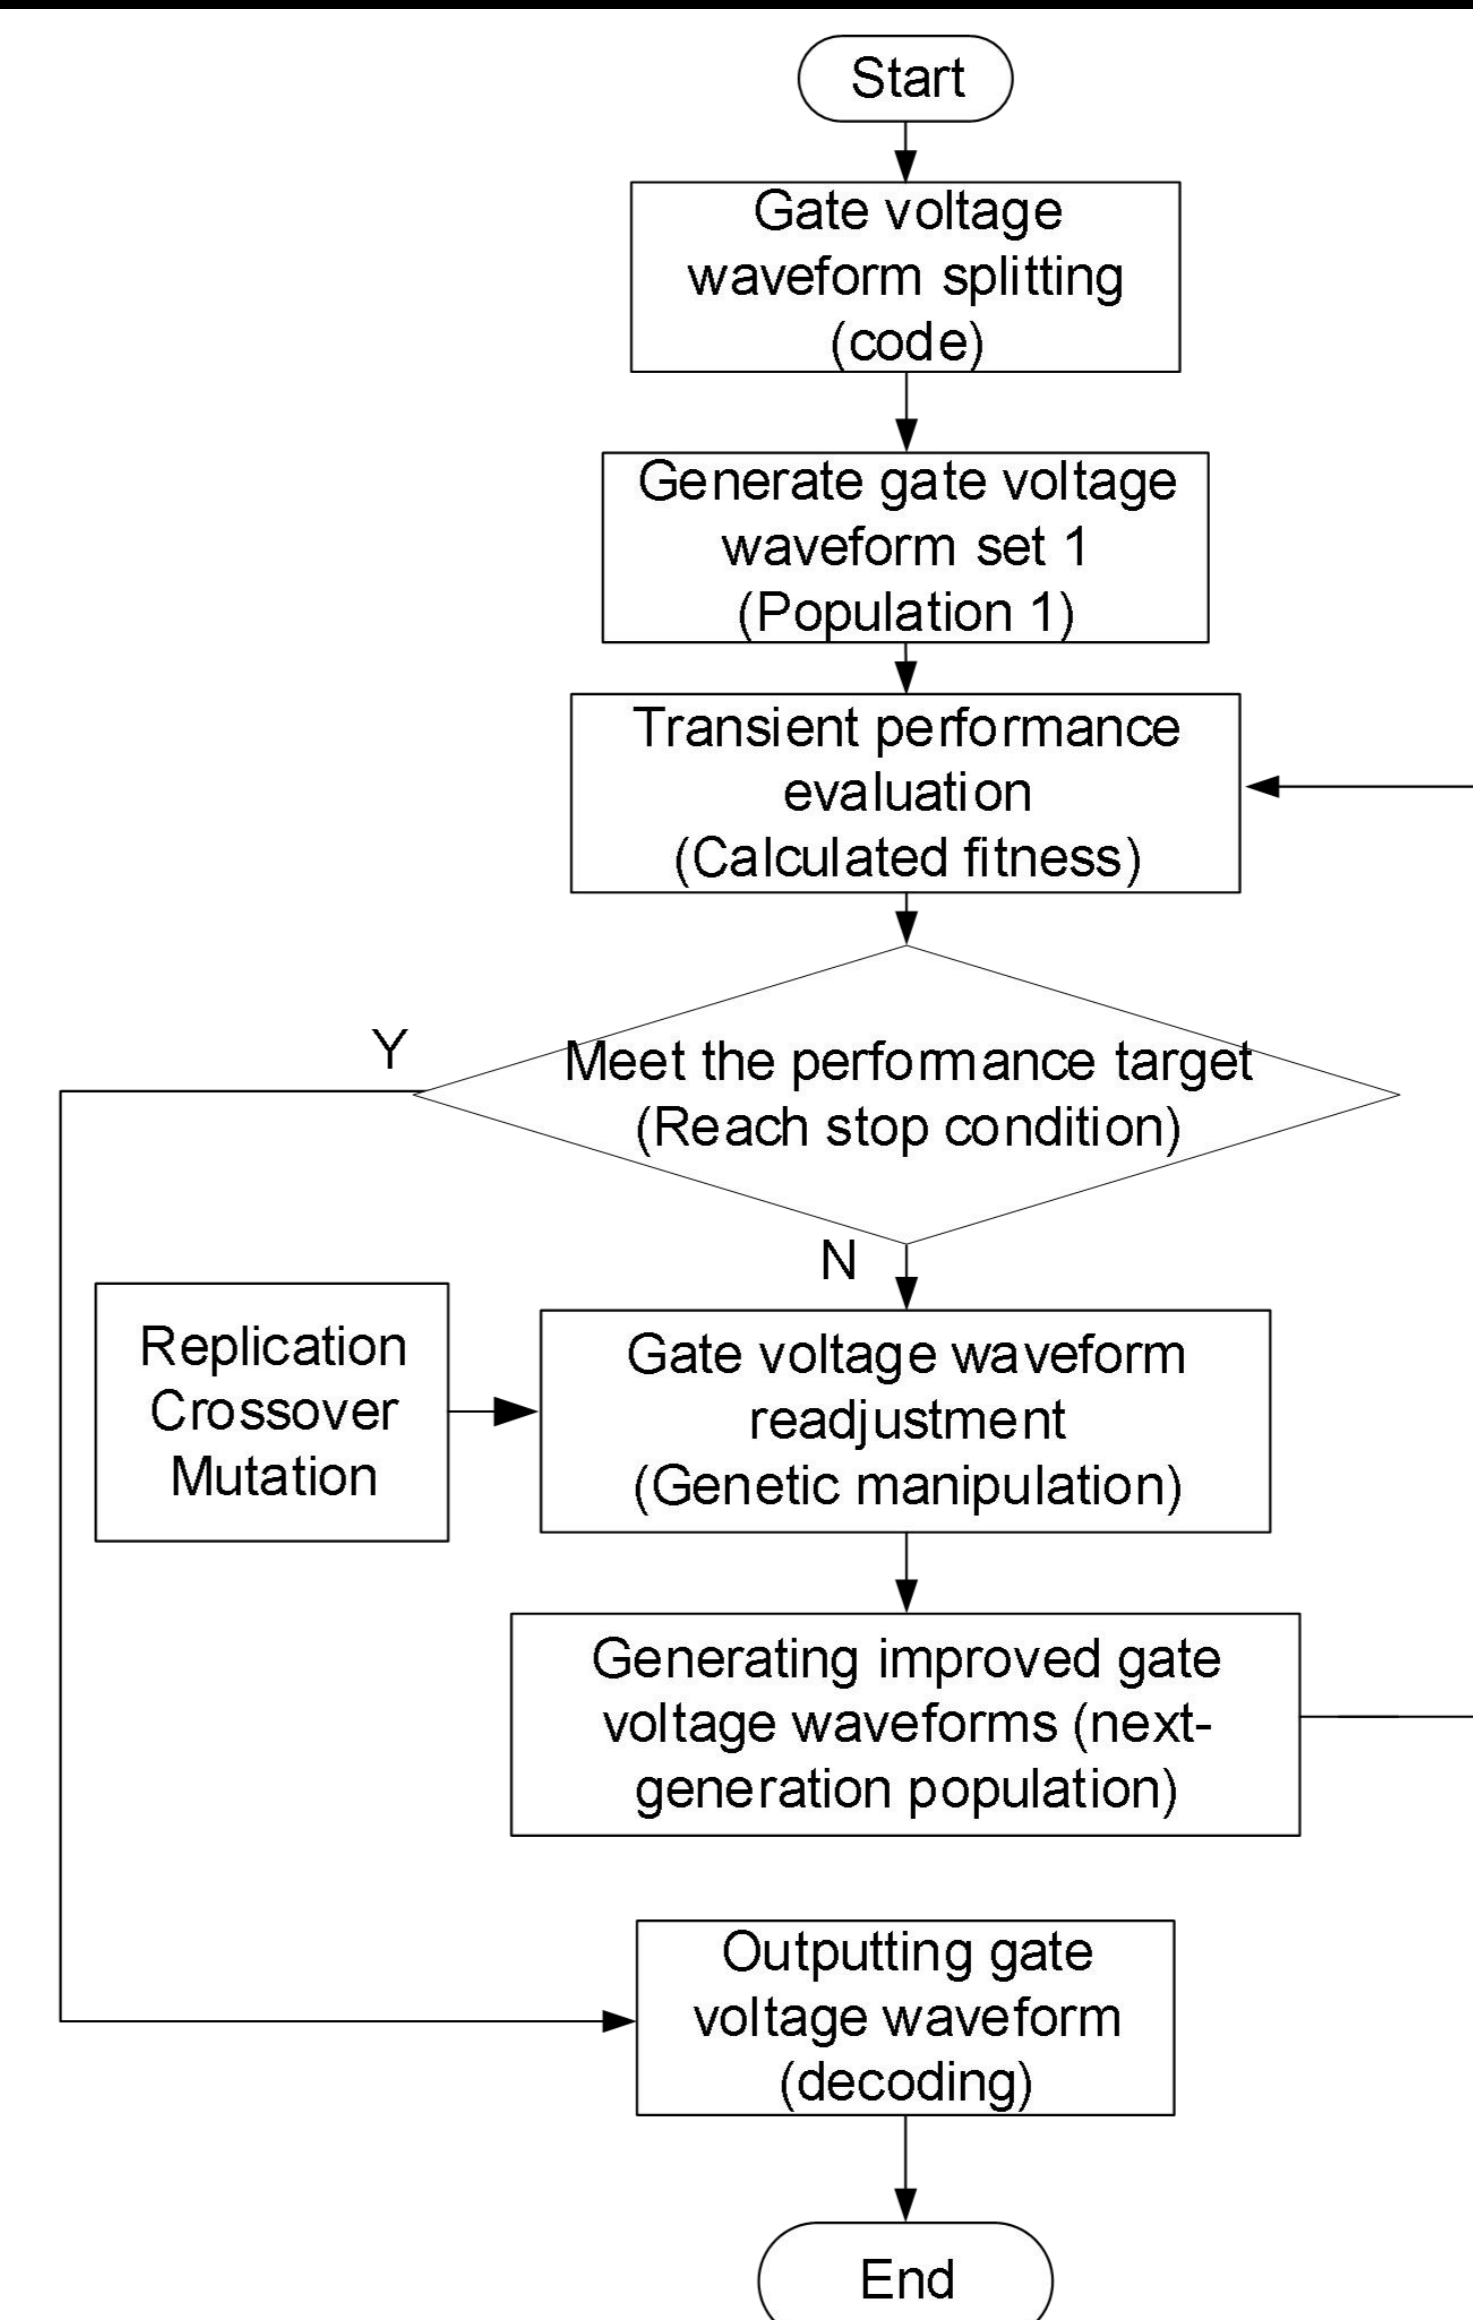 Start
Gate voltage
waveform splitting
(code)
Generate gate voltage
waveform set 1
(Population 1)
Transient performance
evaluation
(Calculated fitness)
Y
Meet the performance target
(Reach stop condition)
N
Replication
Crossover
Mutation
Gate voltage waveform
readjustment
(Genetic manipulation)
Generating improved gate
voltage waveforms (next-
generation population)
Outputting gate
voltage waveform
(decoding)
End